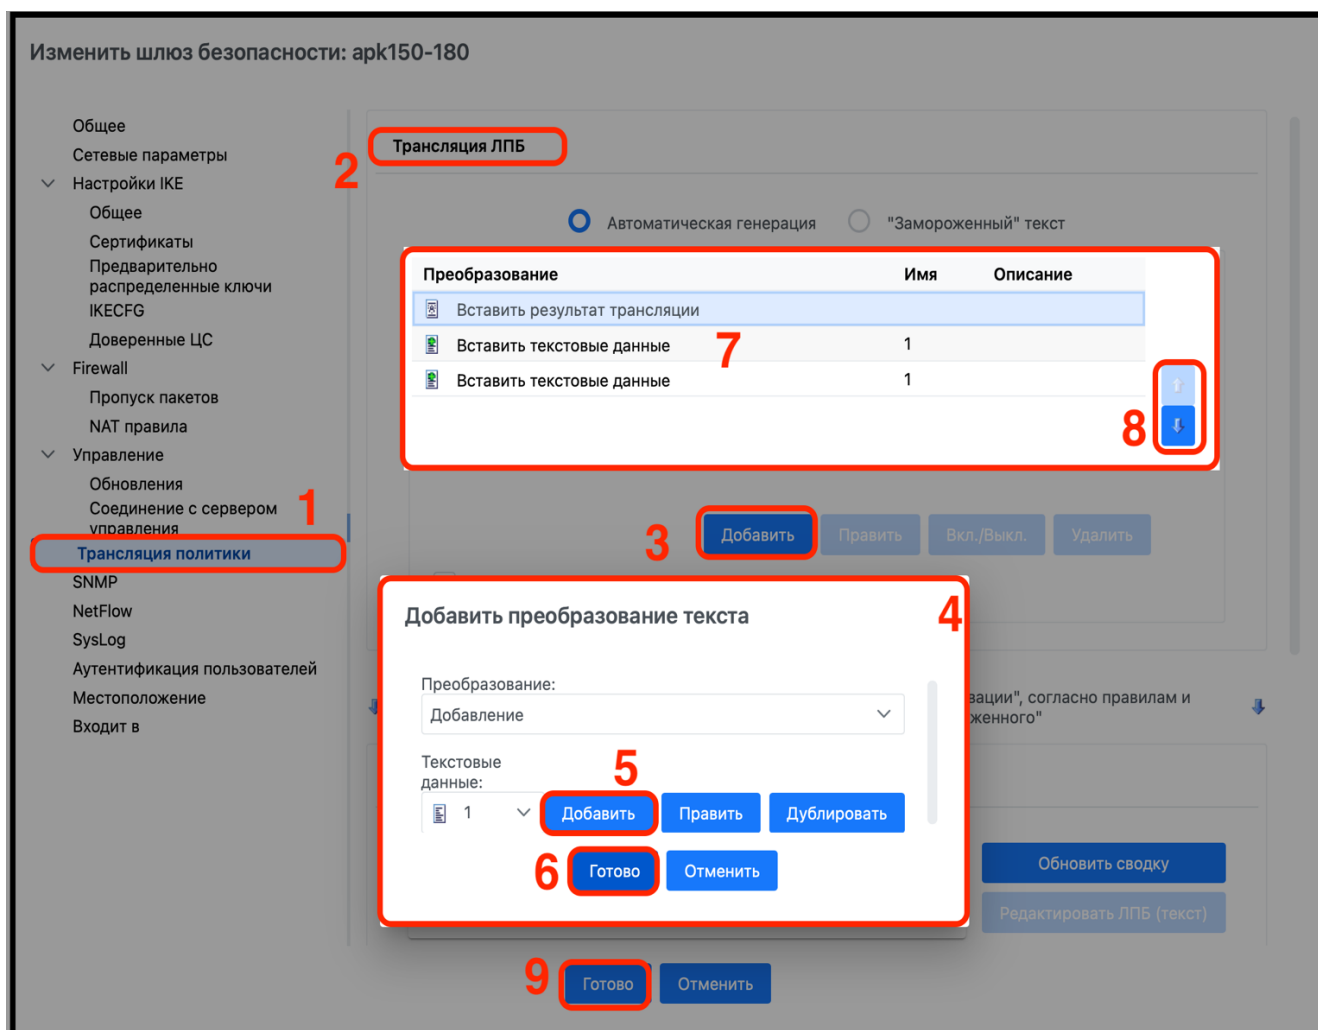 Изменить шлюз безопасности: apk150-180
Общее
Сетевые параметры
Настройки IKE
Общее
Сертификаты
Предварительно
распределенные ключи
IKECFG
Доверенные ЦС
Firewall
Пропуск пакетов
NAT правила
Управление
Обновления
Соединение с сервером
управления
1
Трансляция политики
SNMP
NetFlow
SysLog
Аутентификация пользователей
Местоположение
Входит в
2
Трансляция ЛПБ
Автоматическая генерация "Замороженный" текст
Преобразование Имя Описание
Вставить результат трансляции
Вставить текстовые данные 1
Вставить текстовые данные 1
7
8
3
Добавить Править Вкл./Выкл. Удалить
4
Добавить преобразование текста
Преобразование:
Добавление
Текстовые
данные:
5
1 Добавить Править Дублировать
6 Готово Отменить
вации", согласно правилам и
женного"
Обновить сводку
Редактировать ЛПБ (текст)
9 Готово Отменить